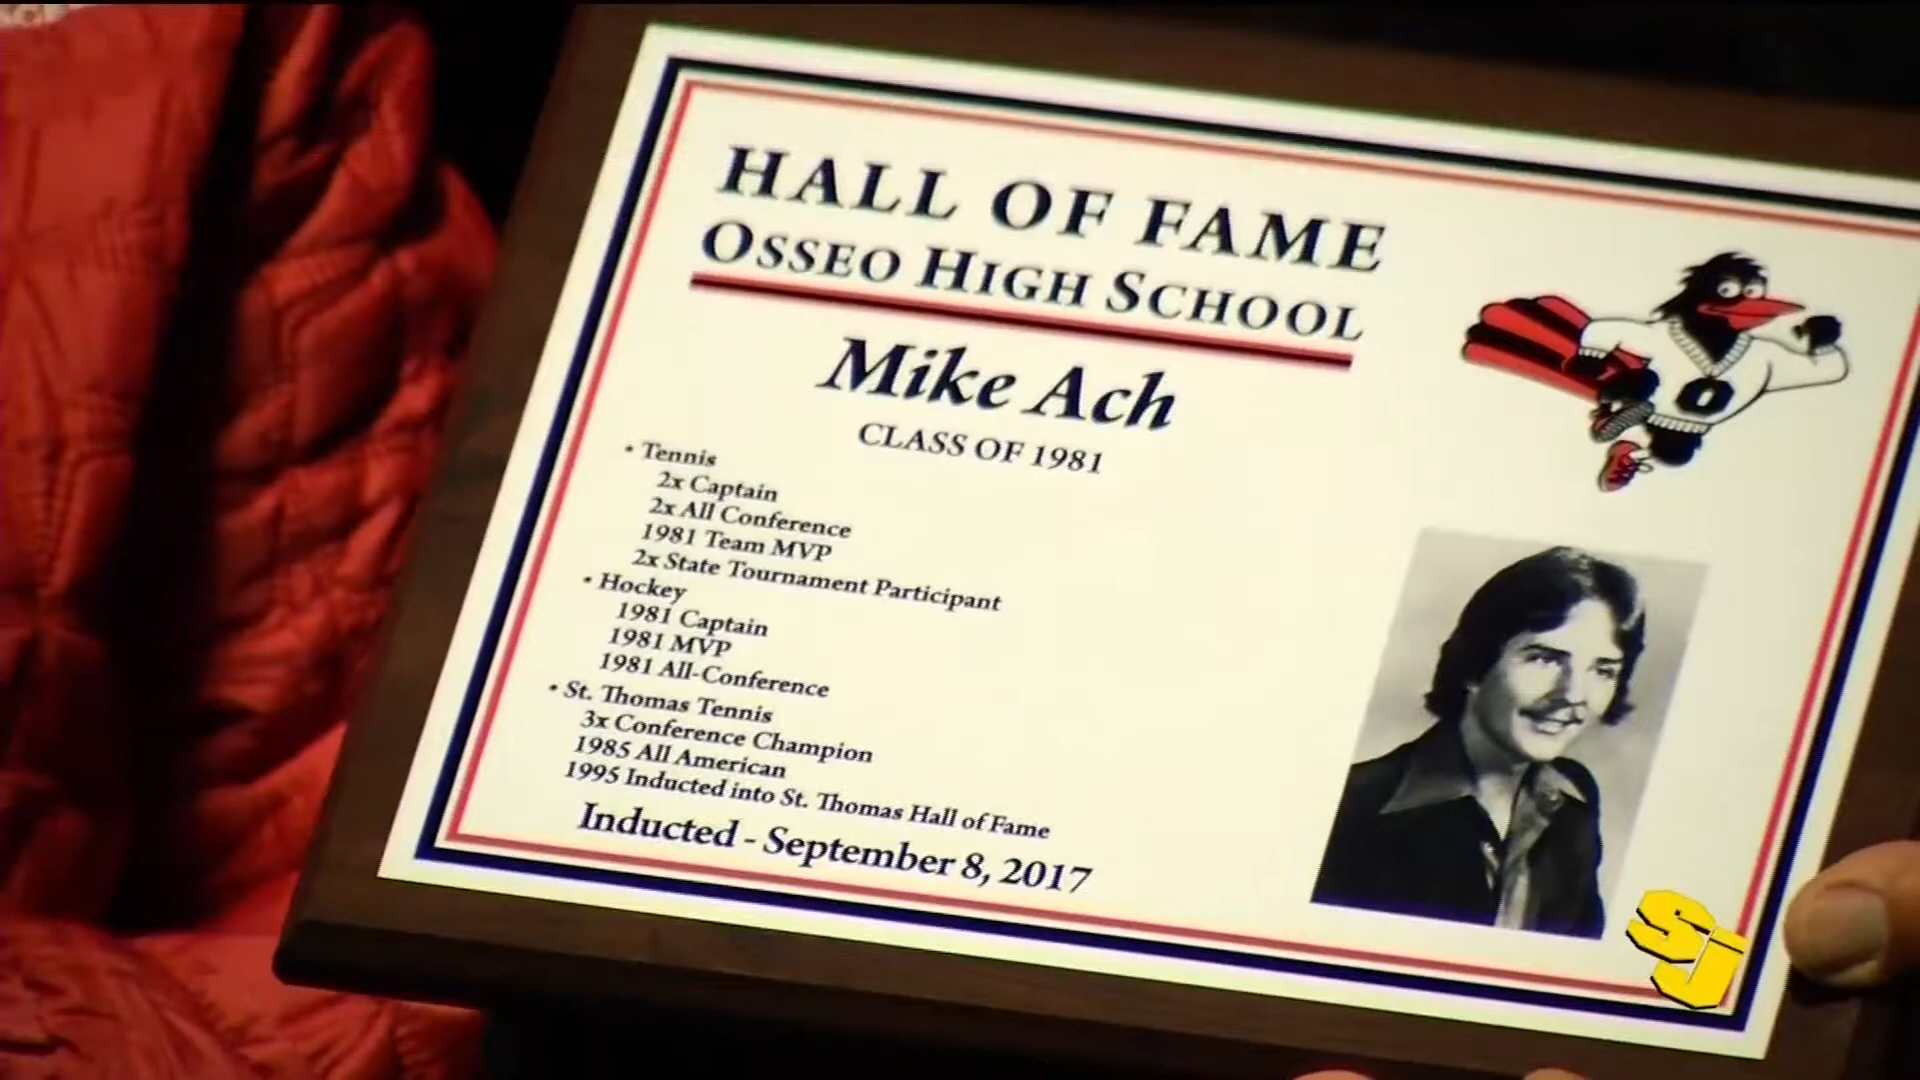 HALL OF FAME
OSSEO HIGH SCHOOL
Mike Ach
CLASS OF 1981
• Tennis
2x Captain
2x All Conference
1981 Team MVP
2x State Tournament Participant
• Hockey
1981 Captain
1981 MVP
1981 All-Conference
• St. Thomas Tennis
3x Conference Champion
1985 All American
1995 Inducted into St. Thomas Hall of Fame
Inducted - September 8, 2017
O
SJ